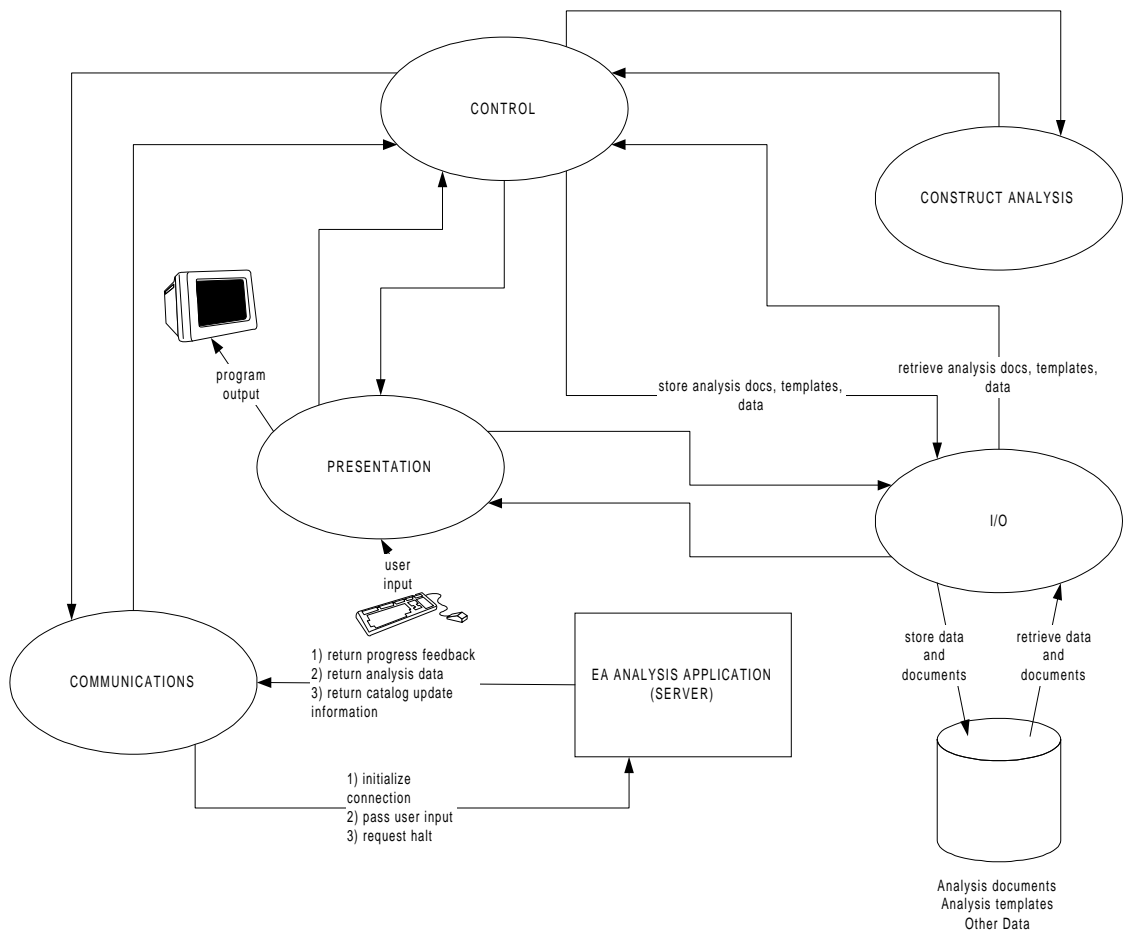 CONTROL
CONSTRUCT ANALYSIS
program
output
store analysis docs, templates,
data
retrieve analysis docs, templates,
data
PRESENTATION
I/O
user
input
1) return progress feedback
2) return analysis data
3) return catalog update
information
COMMUNICATIONS
EA ANALYSIS APPLICATION
(SERVER)
store data
and
documents
retrieve data
and
documents
1) initialize
connection
2) pass user input
3) request halt
Analysis documents
Analysis templates
Other Data